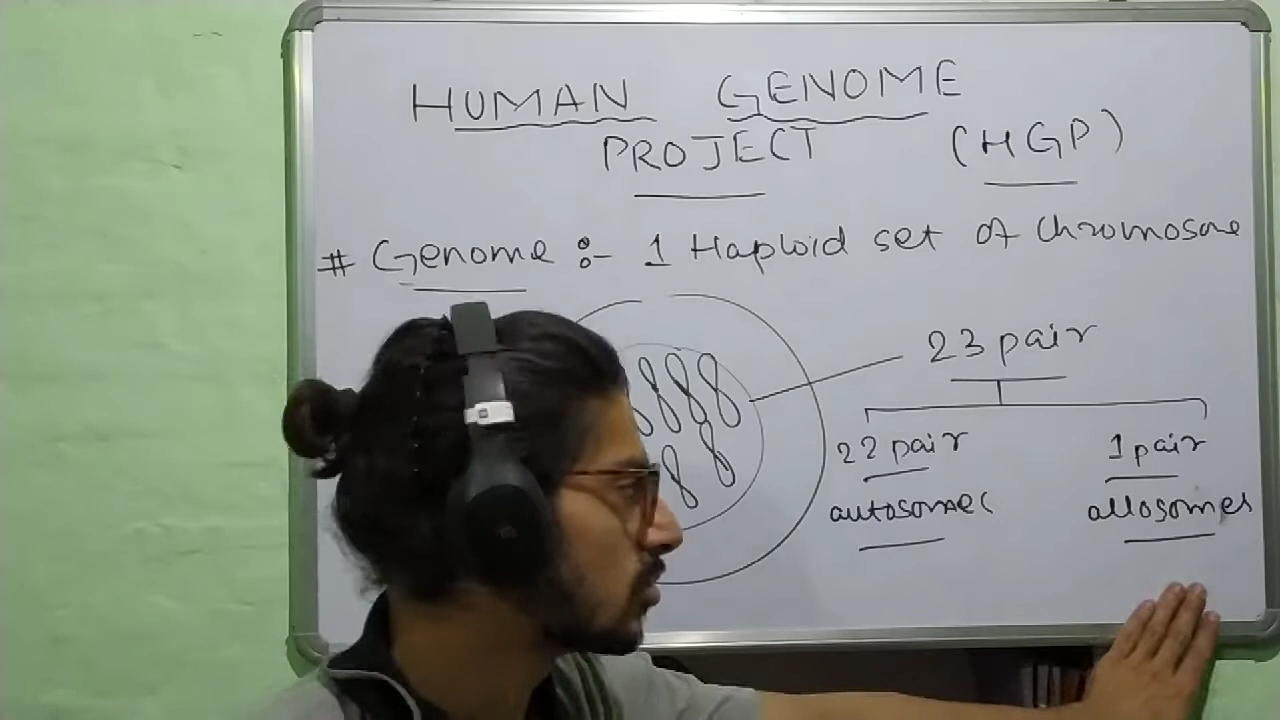 HUMAN GENOME
PROJECT (HGP)
# Genome :- 1 Haploid set of Chromosome
23 pair
22 pair 1 pair
autosomes allosomes